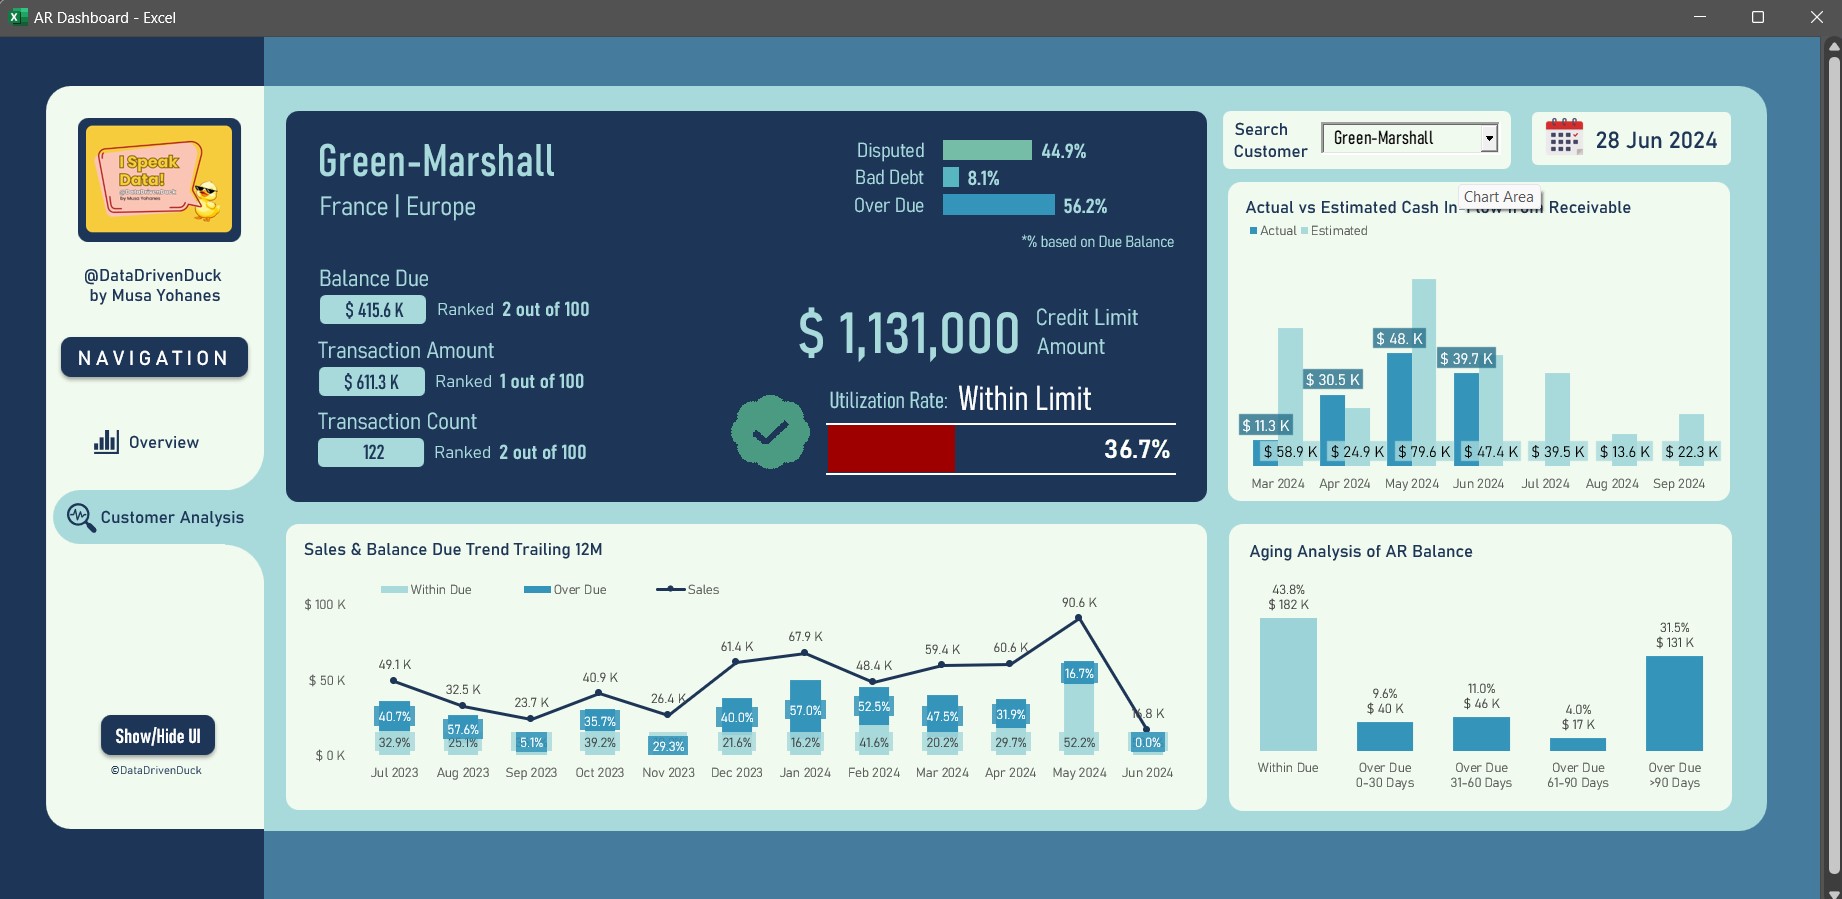 AR Dashboard - Excel
I Speak
Data!
@DataDrivenDuck
by Musa Yohanes
@DataDrivenDuck
by Musa Yohanes
NAVIGATION
Overview
Customer Analysis
Show/Hide UI
©DataDrivenDuck
Green-Marshall
France | Europe
Disputed 44.9%
Bad Debt 8.1%
Over Due 56.2%
*% based on Due Balance
Balance Due
$ 415.6 K Ranked 2 out of 100
Transaction Amount
$ 611.3 K Ranked 1 out of 100
Transaction Count
122 Ranked 2 out of 100
$ 1,131,000 Credit Limit
Amount
Utilization Rate: Within Limit
36.7%
Search
Customer
Green-Marshall
28 Jun 2024
Chart Area
Actual vs Estimated Cash In-Flow from Receivable
Actual Estimated
$ 11.3 K $ 30.5 K $ 48. K $ 39.7 K
$ 58.9 K $ 24.9 K $ 79.6 K $ 47.4 K $ 39.5 K $ 13.6 K $ 22.3 K
Mar 2024 Apr 2024 May 2024 Jun 2024 Jul 2024 Aug 2024 Sep 2024
Sales & Balance Due Trend Trailing 12M
Within Due Over Due Sales
$ 100 K
$ 50 K
$ 0 K
49.1 K 32.5 K 23.7 K 40.9 K 26.4 K 61.4 K 67.9 K 48.4 K 59.4 K 60.6 K 90.6 K 16.8 K
40.7% 57.6% 5.1% 35.7% 29.3% 40.0% 57.0% 52.5% 47.5% 31.9% 16.7% 0.0%
32.9% 25.1% 39.2% 21.6% 16.2% 41.6% 20.2% 29.7% 52.2%
Jul 2023 Aug 2023 Sep 2023 Oct 2023 Nov 2023 Dec 2023 Jan 2024 Feb 2024 Mar 2024 Apr 2024 May 2024 Jun 2024
Aging Analysis of AR Balance
43.8% 9.6% 11.0% 4.0% 31.5%
$ 182 K $ 40 K $ 46 K $ 17 K $ 131 K
Within Due Over Due Over Due Over Due Over Due
0-30 Days 31-60 Days 61-90 Days >90 Days